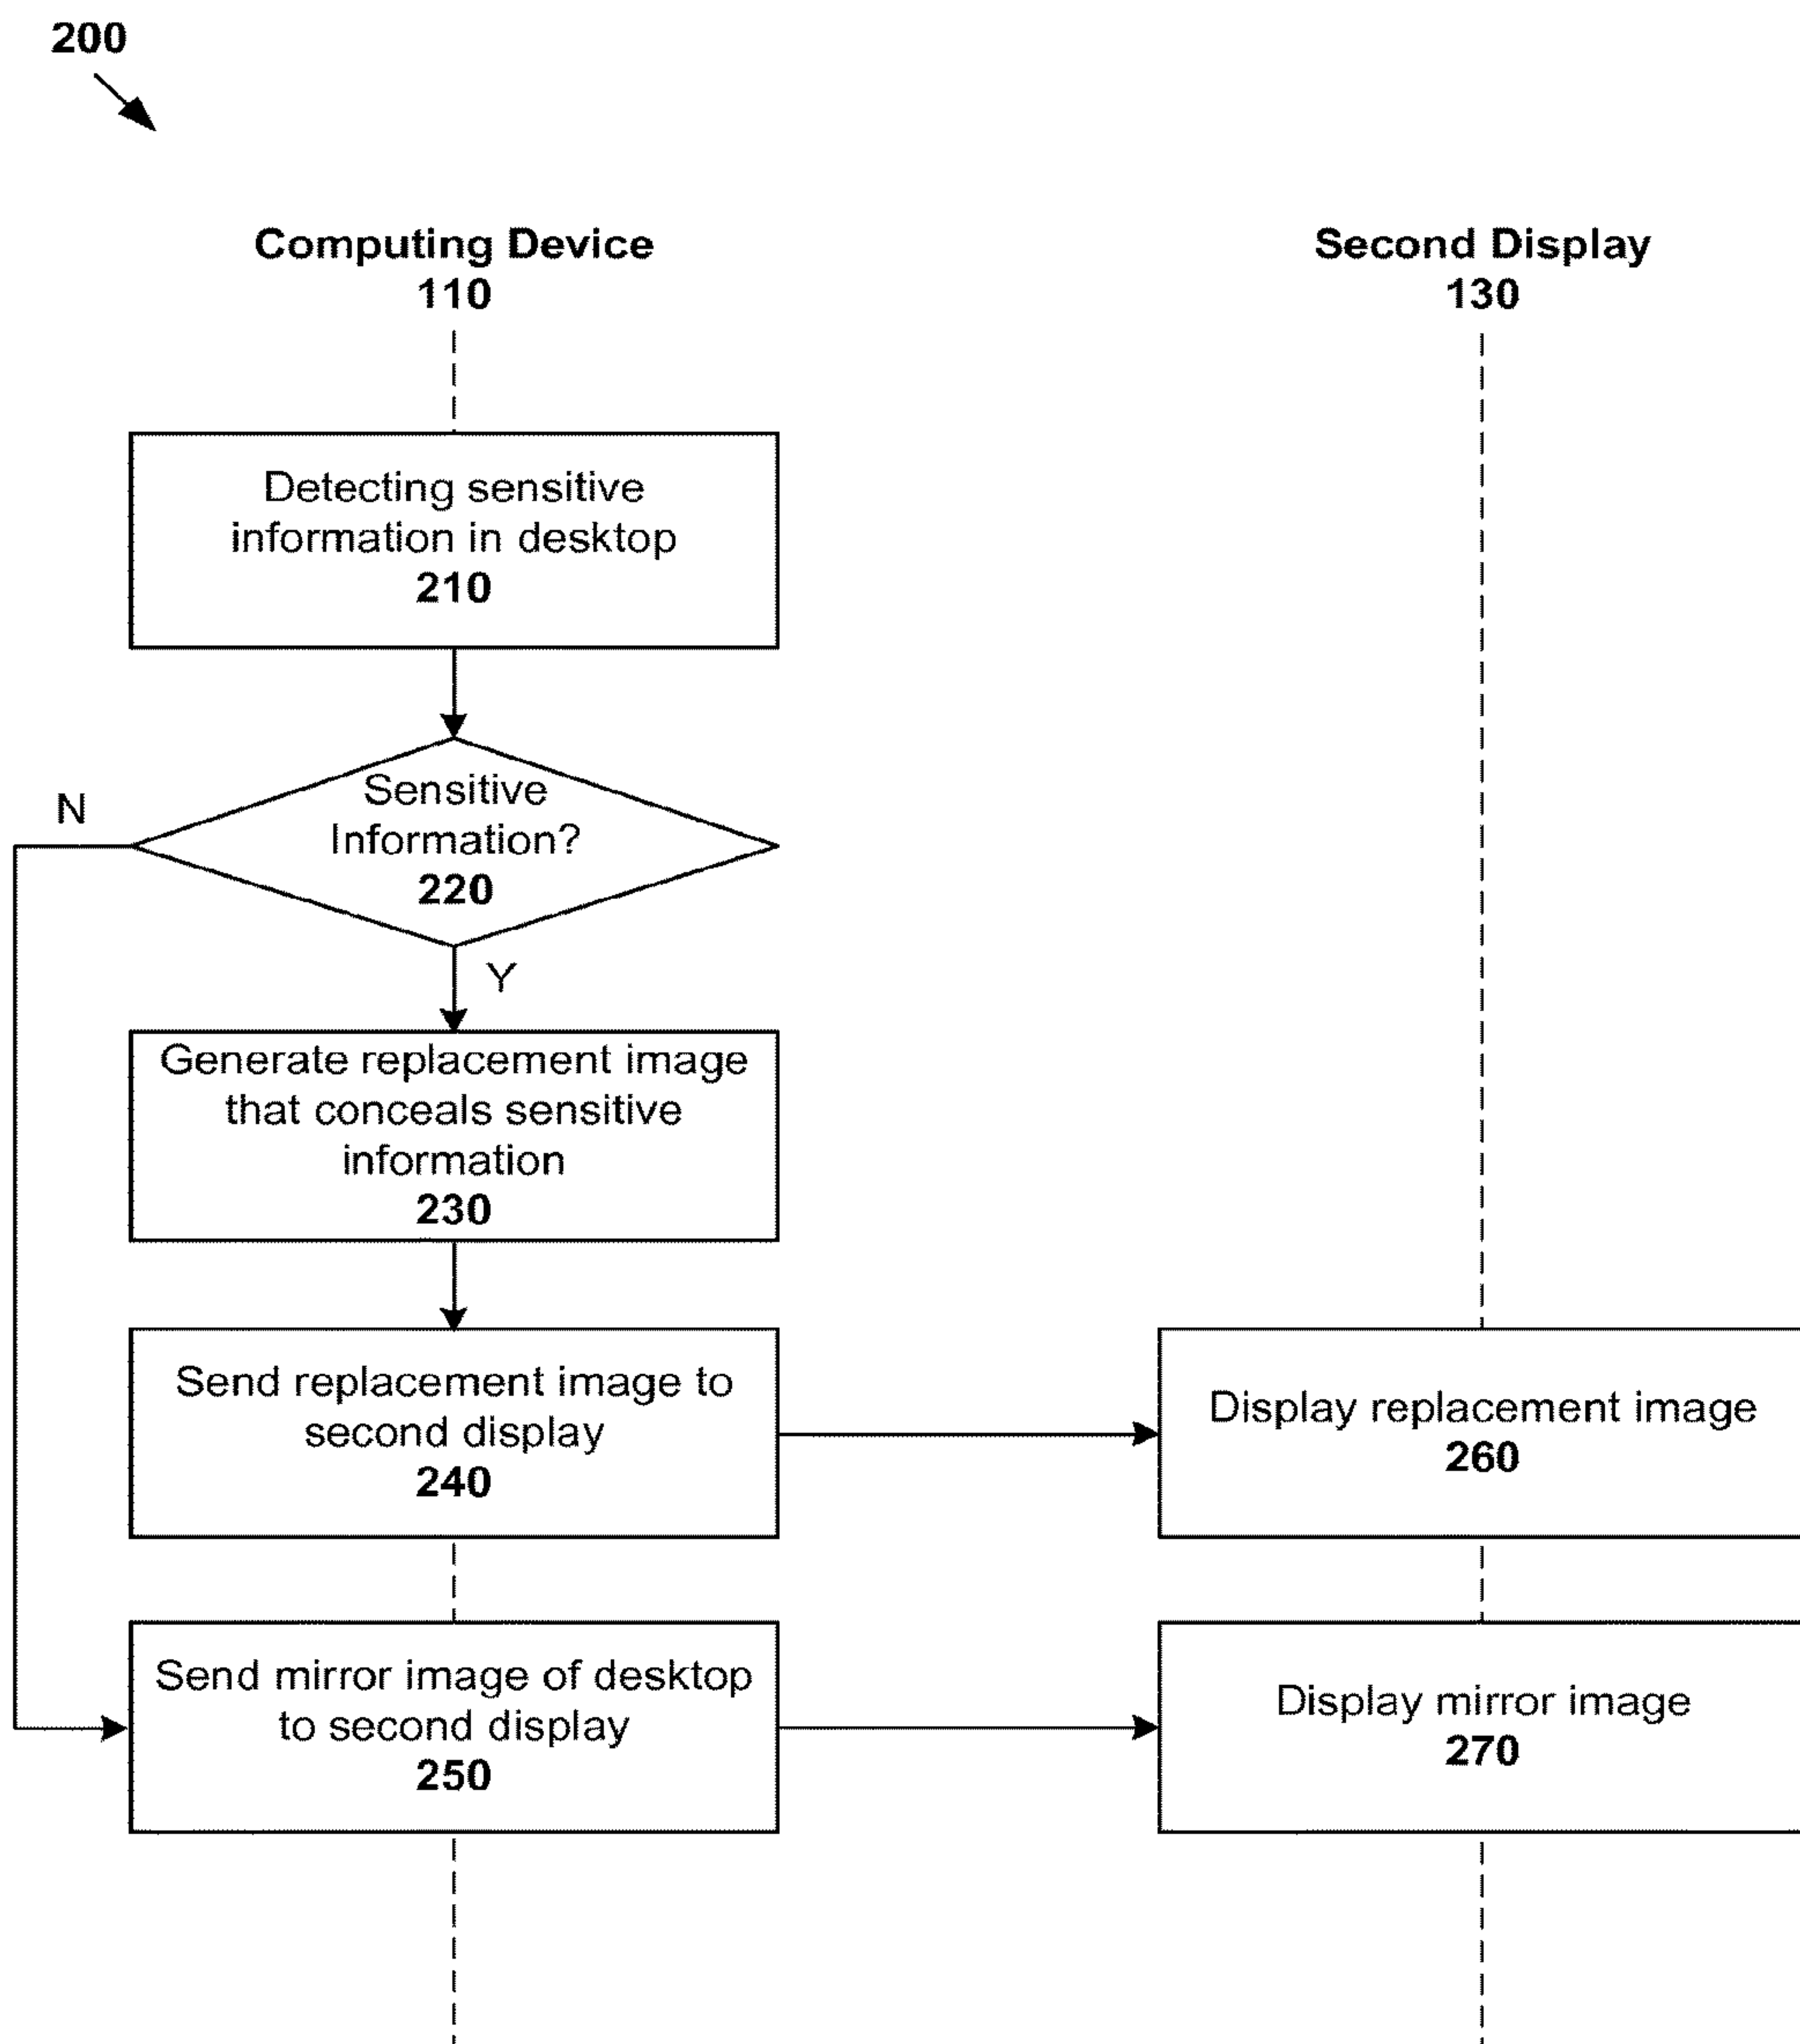 200
Computing Device
110
Second Display
130
Detecting sensitive
information in desktop
210
Sensitive
Information?
220
N
Y
Generate replacement image
that conceals sensitive
information
230
Send replacement image to
second display
240
Display replacement image
260
Send mirror image of desktop
to second display
250
Display mirror image
270